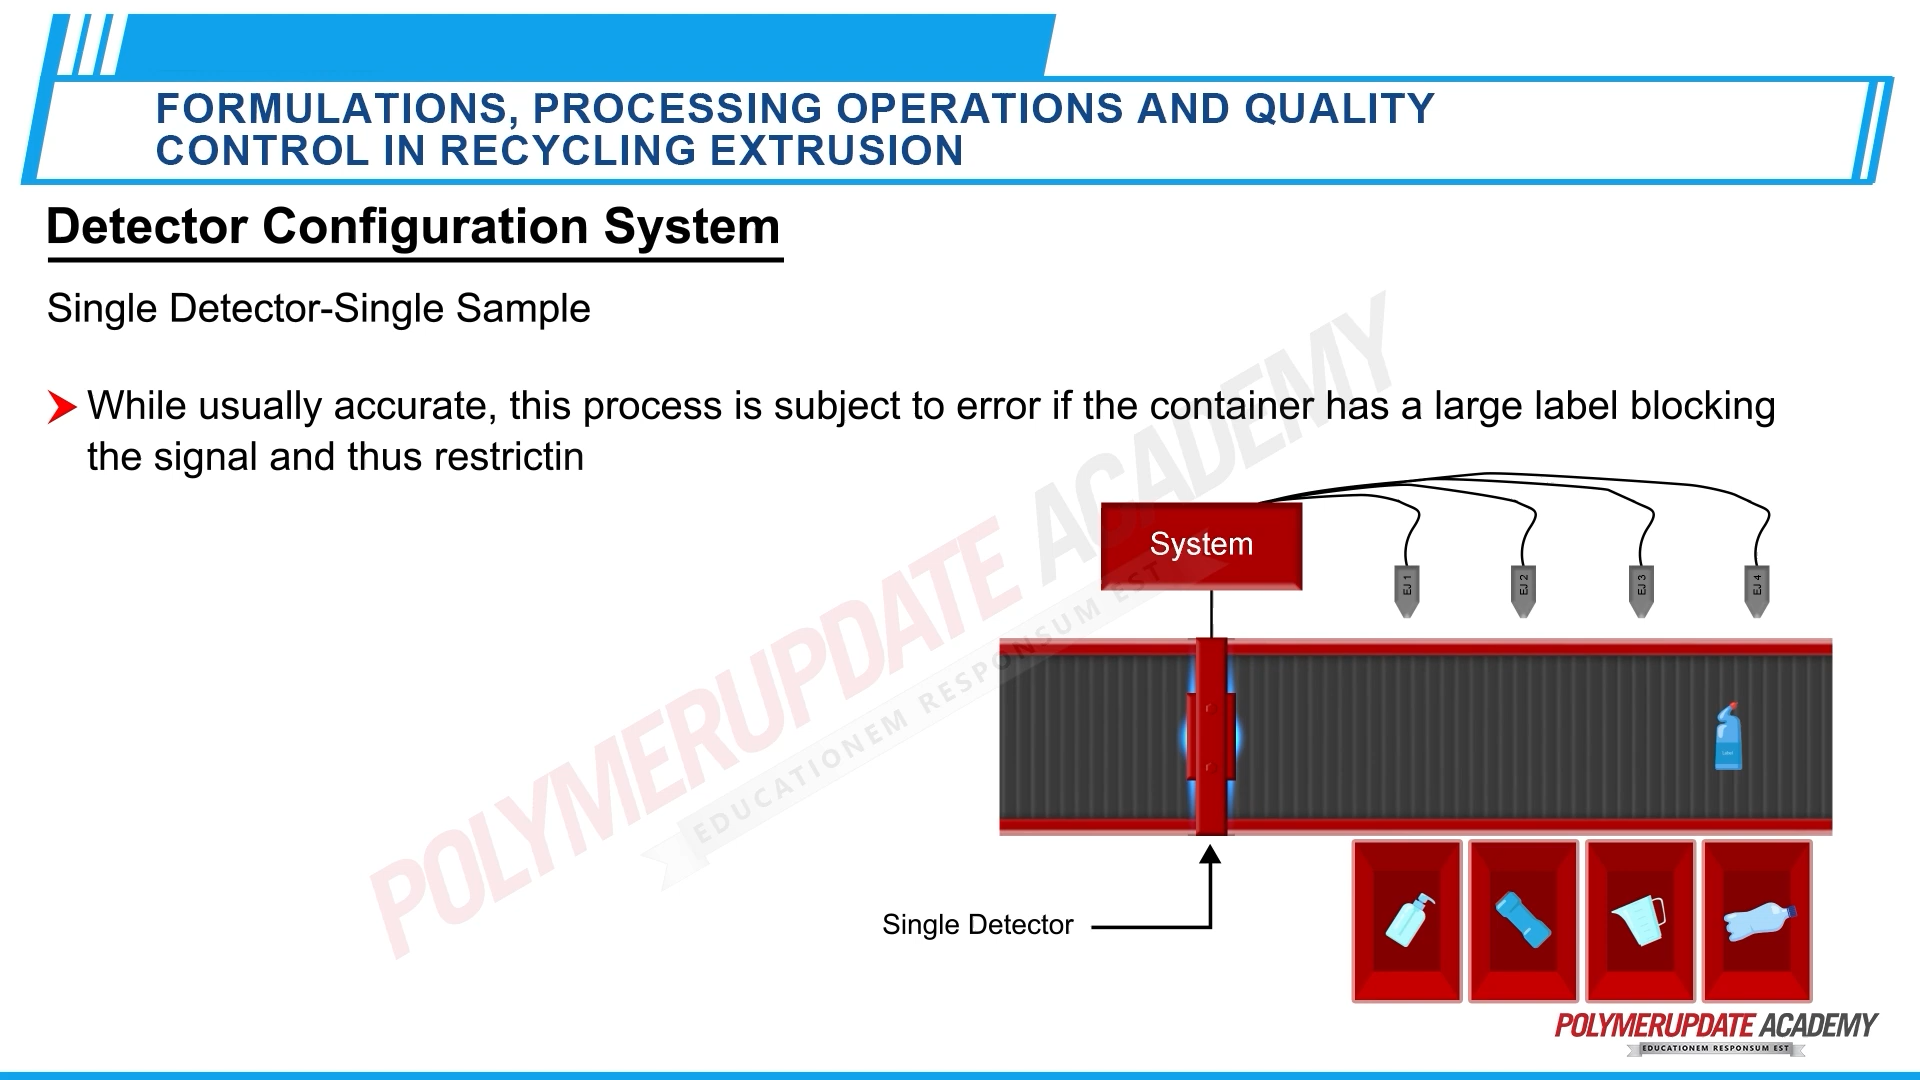 FORMULATIONS, PROCESSING OPERATIONS AND QUALITY
CONTROL IN RECYCLING EXTRUSION
Detector Configuration System
Single Detector-Single Sample
While usually accurate, this process is subject to error if the container has a large label blocking
the signal and thus restrictin
System
EJ 1
EJ 2
EJ 3
EJ 4
Label
Single Detector
POLYMERUPDATE ACADEMY
EDUCATIONEM RESPONSUM EST
POLYMERUPDATE ACADEMY
EDUCATIONEM RESPONSUM EST